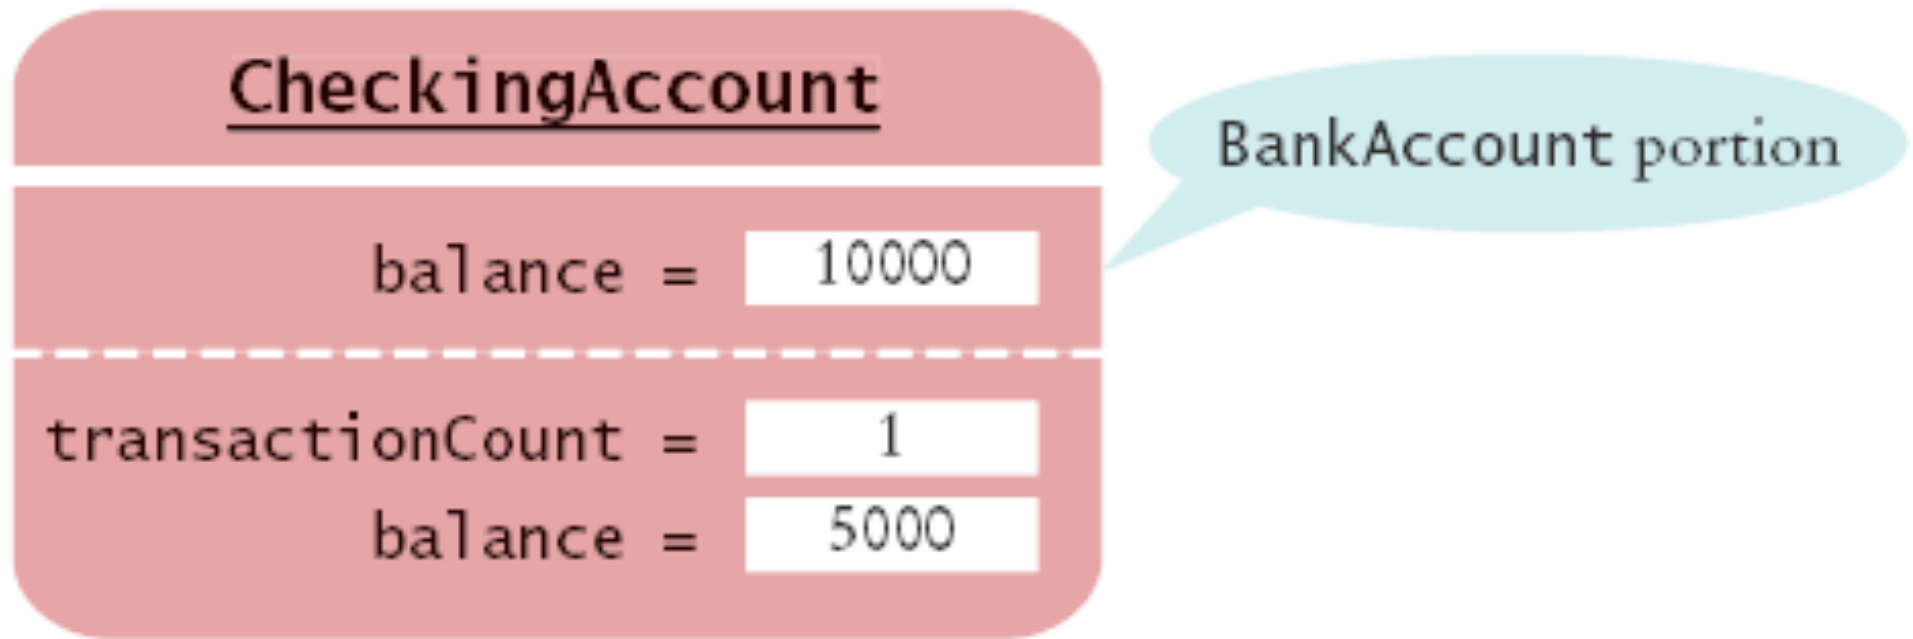 CheckingAccount
BankAccount portion
balance = 10000
transactionCount = 1
balance = 5000